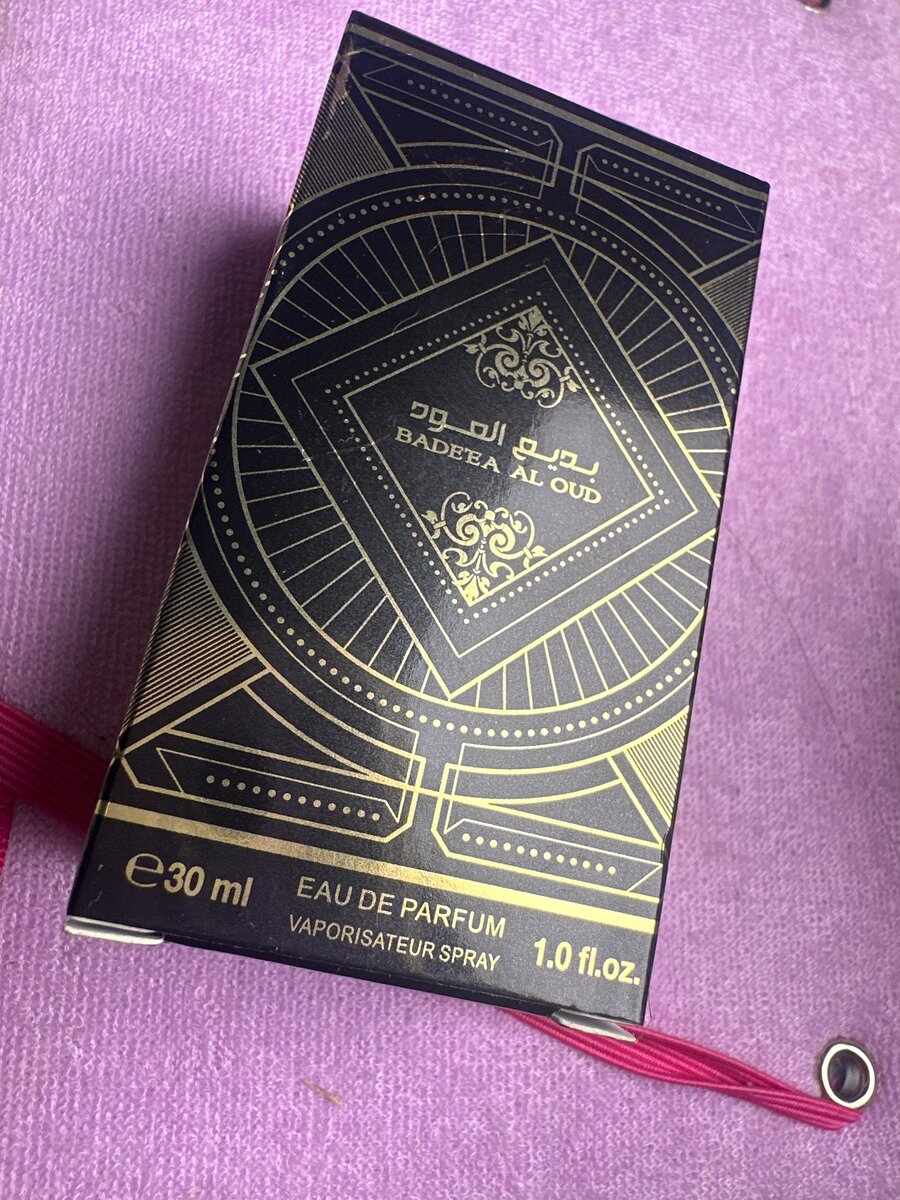 بديع العود
BADE'EA AL OUD
℮30 ml
EAU DE PARFUM
VAPORISATEUR SPRAY
1.0 fl.oz.